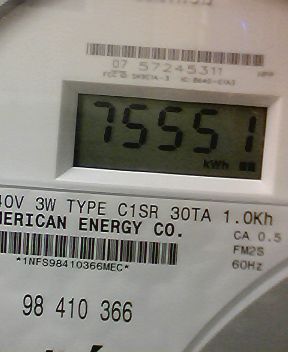 07 57245311
75551
kWh
40V 3W TYPE C1SR 30TA 1.0Kh
MERICAN ENERGY CO.
CA 0.5
FM2S
*1NFS98410366MEC*
60Hz
98 410 366